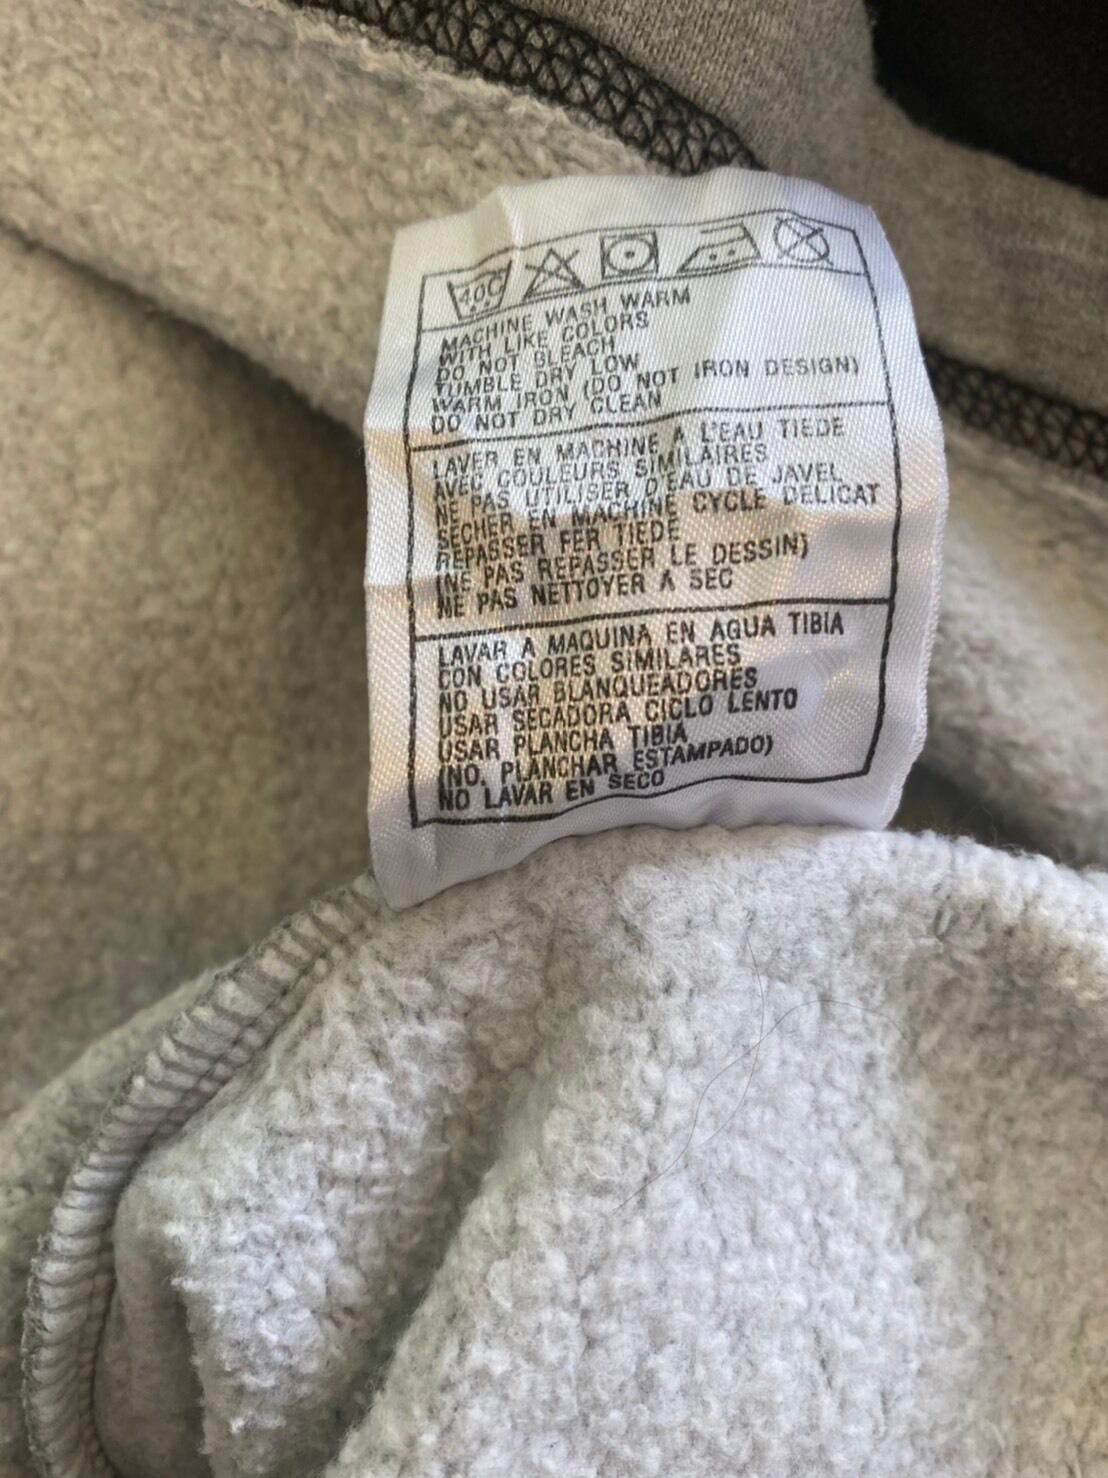 40C
MACHINE WASH WARM
WITH LIKE COLORS
DO NOT BLEACH
TUMBLE DRY LOW
WARM IRON (DO NOT IRON DESIGN)
DO NOT DRY CLEAN
LAVER EN MACHINE A L'EAU TIEDE
AVEC COULEURS SIMILAIRES
NE PAS UTILISER D'EAU DE JAVEL
SECHER EN MACHINE CYCLE DELICAT
REPASSER FER TIEDE
(NE PAS REPASSER LE DESSIN)
NE PAS NETTOYER A SEC
LAVAR A MAQUINA EN AGUA TIBIA
CON COLORES SIMILARES
NO USAR BLANQUEADORES
USAR SECADORA CICLO LENTO
USAR PLANCHA TIBIA
(NO. PLANCHAR ESTAMPADO)
NO LAVAR EN SECO